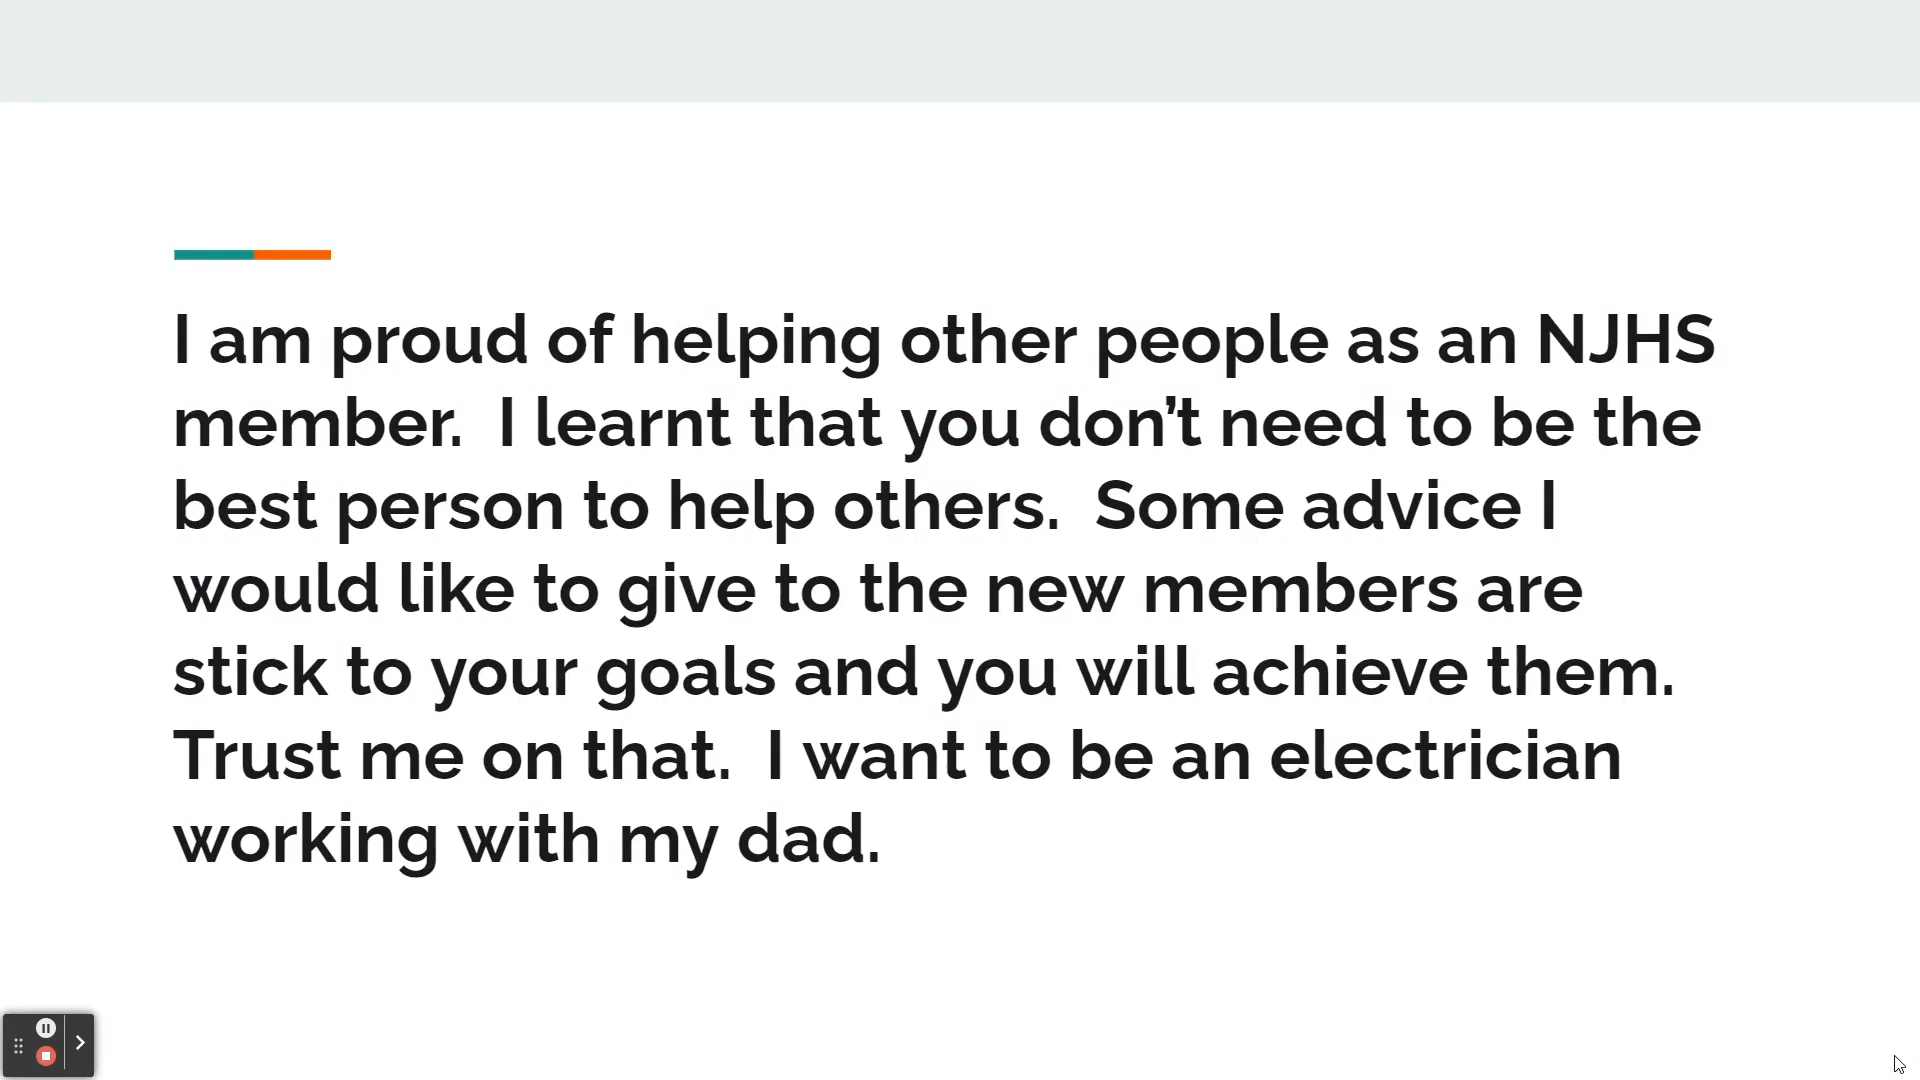 I am proud of helping other people as an NJHS
member.  I learnt that you don’t need to be the
best person to help others.  Some advice I
would like to give to the new members are
stick to your goals and you will achieve them.
Trust me on that.  I want to be an electrician
working with my dad.